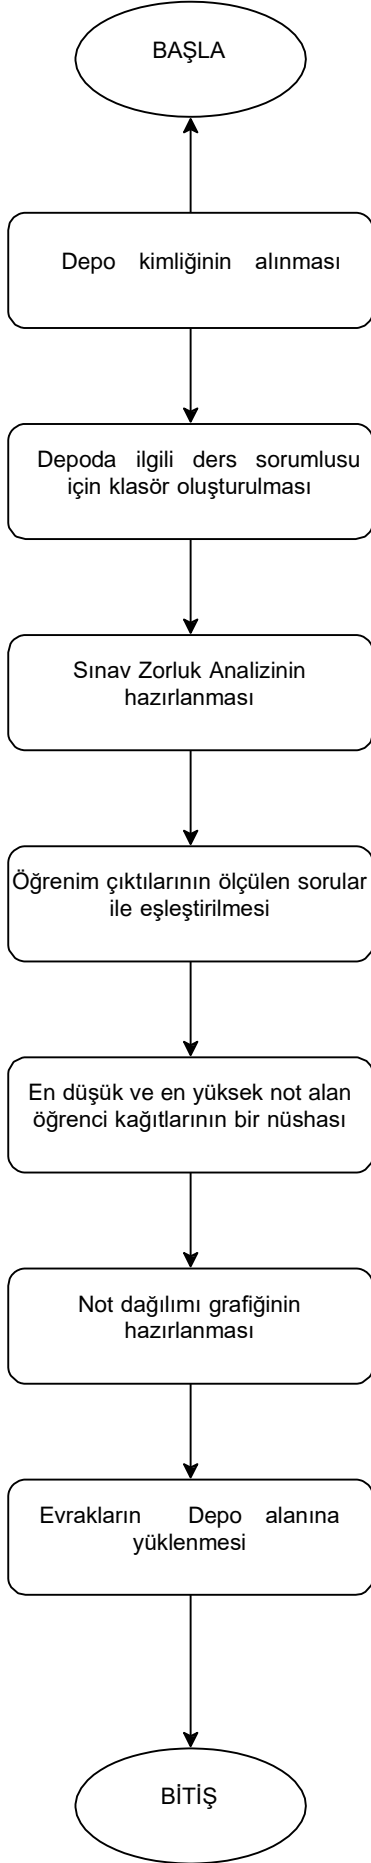 BAŞLA
Depo kimliğinin alınması
Depoda ilgili ders sorumlusu
için klasör oluşturulması
Sınav Zorluk Analizinin
hazırlanması
Öğrenim çıktılarının ölçülen sorular
ile eşleştirilmesi
En düşük ve en yüksek not alan
öğrenci kağıtlarının bir nüshası
Not dağılımı grafiğinin
hazırlanması
Evrakların Depo alanına
yüklenmesi
BİTİŞ